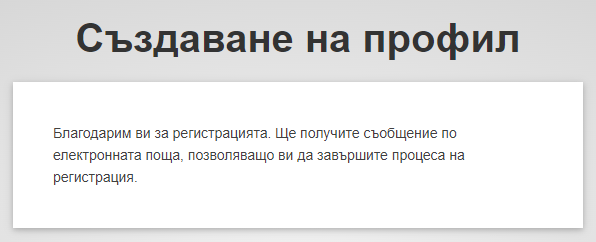 Създаване на профил
Благодарим ви за регистрацията. Ще получите съобщение по
електронната поща, позволяващо ви да завършите процеса на
регистрация.